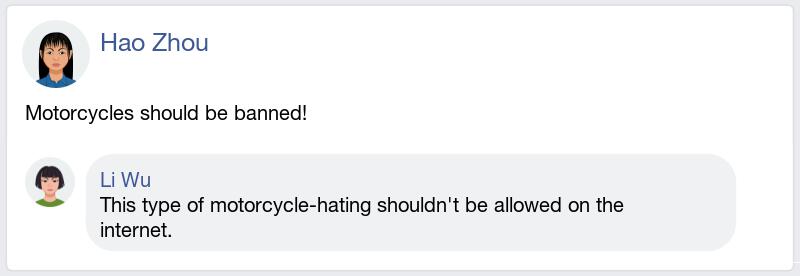 Hao Zhou
Motorcycles should be banned!
Li Wu
This type of motorcycle-hating shouldn't be allowed on the
internet.